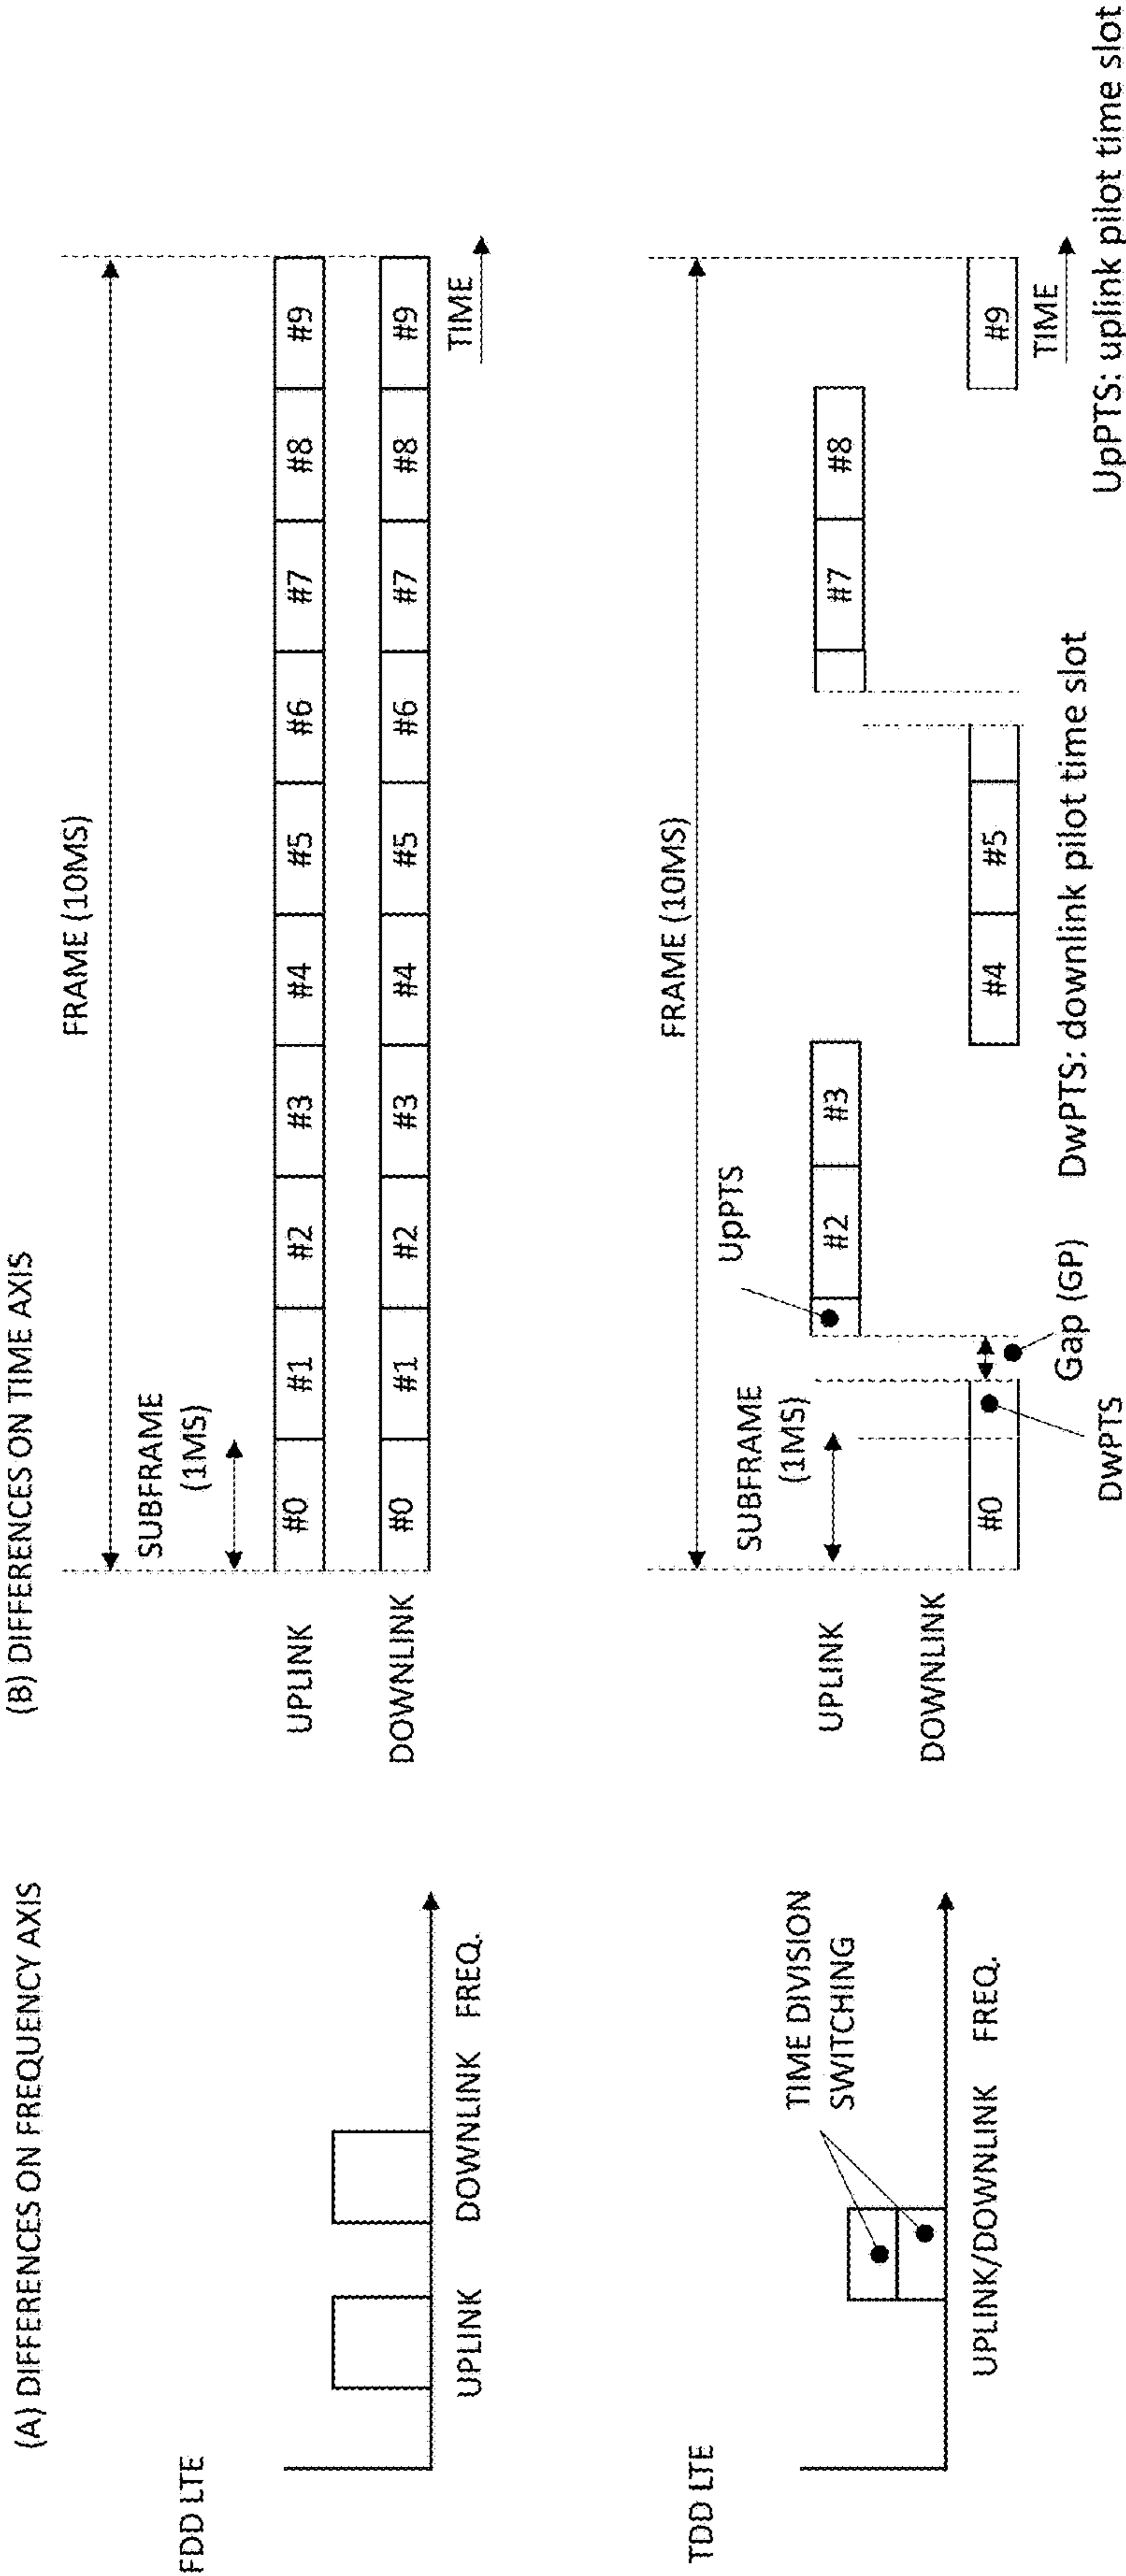 (A) DIFFERENCES ON FREQUENCY AXIS
FDD LTE
UPLINK DOWNLINK FREQ.
TDD LTE
TIME DIVISION
SWITCHING
UPLINK/DOWNLINK FREQ.
(B) DIFFERENCES ON TIME AXIS
FRAME (10MS)
SUBFRAME
(1MS)
UPLINK #0 #1 #2 #3 #4 #5 #6 #7 #8 #9
DOWNLINK #0 #1 #2 #3 #4 #5 #6 #7 #8 #9
TIME
FRAME (10MS)
UpPTS
SUBFRAME
(1MS)
UPLINK #2 #3 #7 #8
DOWNLINK #0 #4 #5 #9
TIME
Gap (GP) DwPTS: downlink pilot time slot
DwPTS UpPTS: uplink pilot time slot